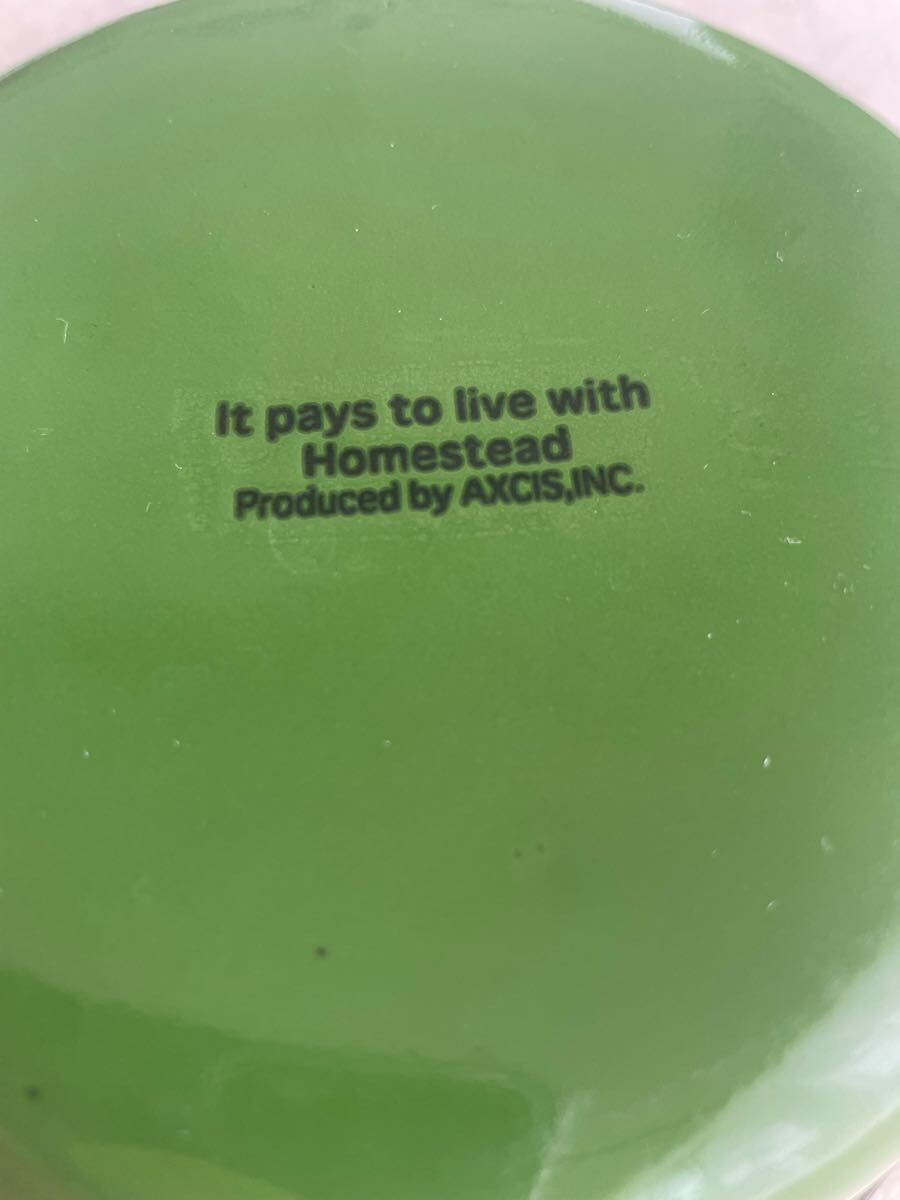 It pays to live with
Homestead
Produced by AXCIS,INC.